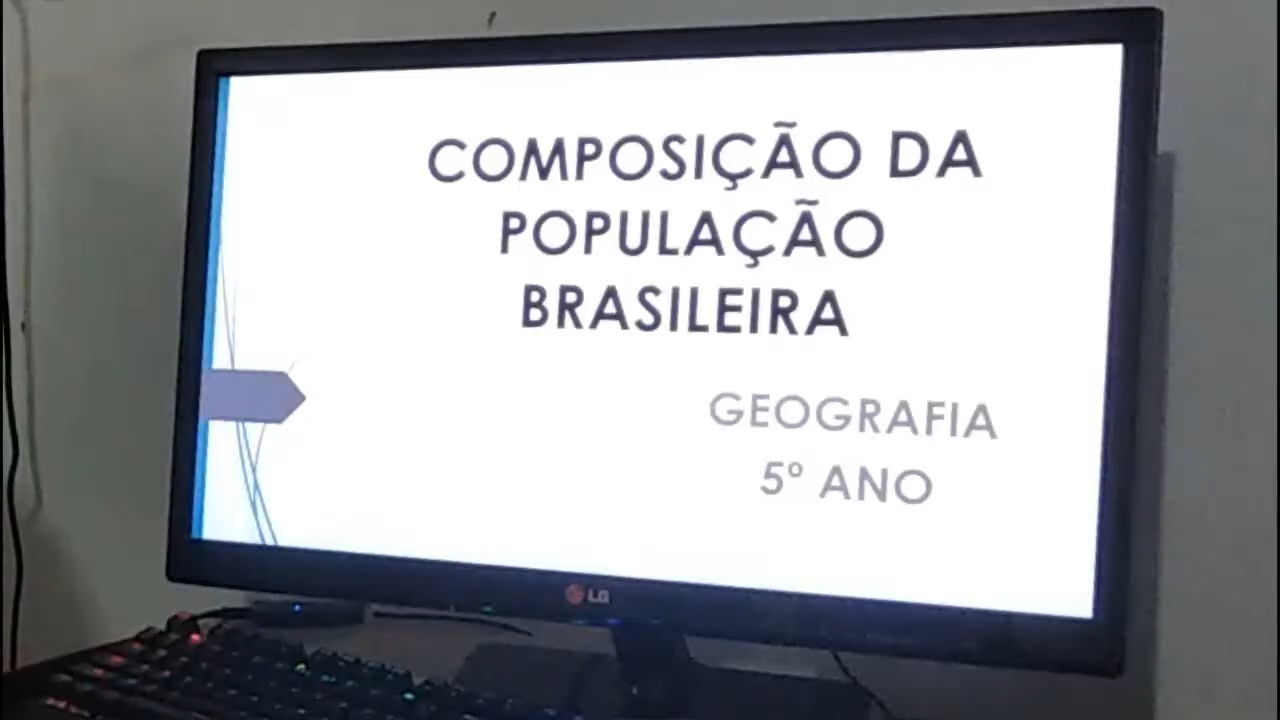 COMPOSIÇÃO DA
POPULAÇÃO
BRASILEIRA
GEOGRAFIA
5º ANO
LG